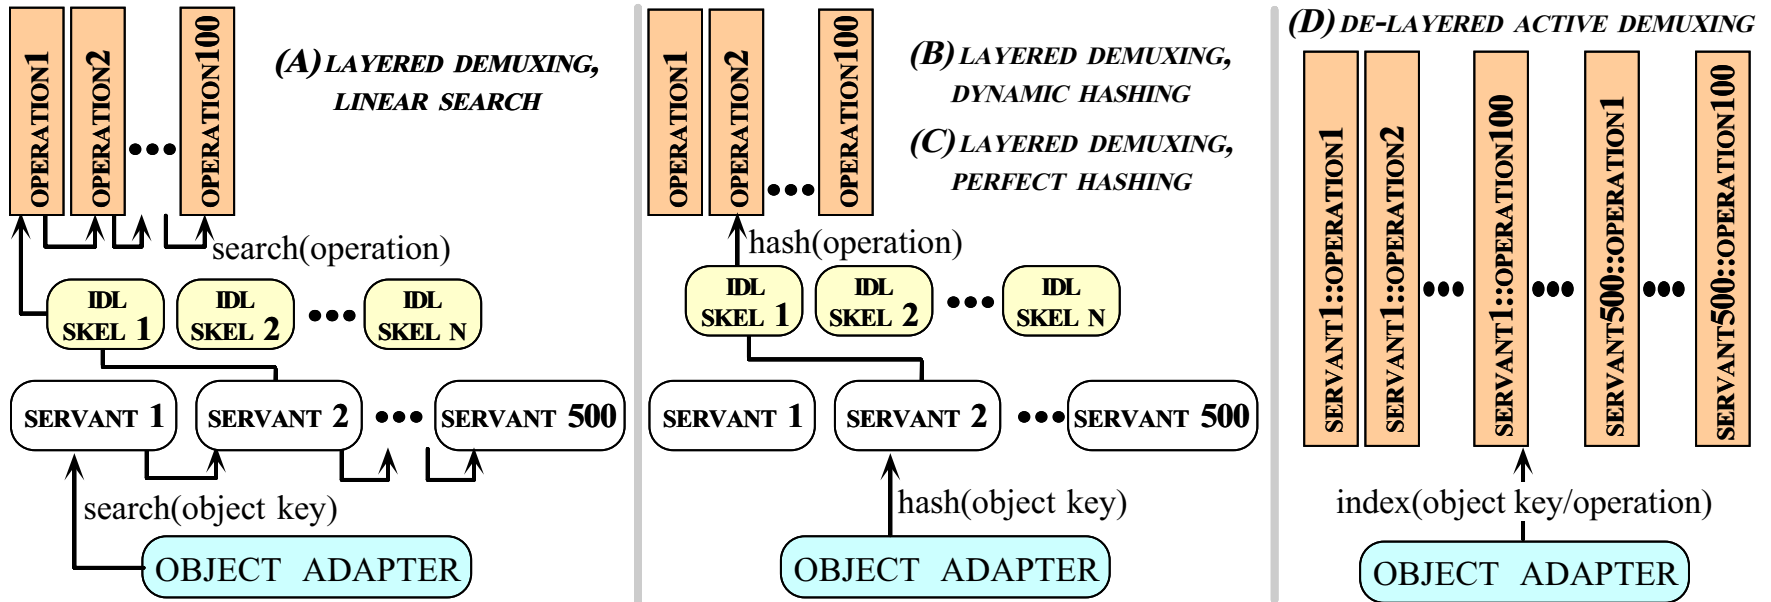 (A) LAYERED DEMUXING,
LINEAR SEARCH
OPERATION1
OPERATION2
OPERATION100
search(operation)
IDL
SKEL 1
IDL
SKEL 2
IDL
SKEL N
SERVANT 1
SERVANT 2
SERVANT 500
search(object key)
OBJECT ADAPTER
(B) LAYERED DEMUXING,
DYNAMIC HASHING
(C) LAYERED DEMUXING,
PERFECT HASHING
OPERATION1
OPERATION2
OPERATION100
hash(operation)
IDL
SKEL 1
IDL
SKEL 2
IDL
SKEL N
SERVANT 1
SERVANT 2
SERVANT 500
hash(object key)
OBJECT ADAPTER
(D) DE-LAYERED ACTIVE DEMUXING
SERVANT1::OPERATION1
SERVANT1::OPERATION2
SERVANT1::OPERATION100
SERVANT500::OPERATION1
SERVANT500::OPERATION100
index(object key/operation)
OBJECT ADAPTER